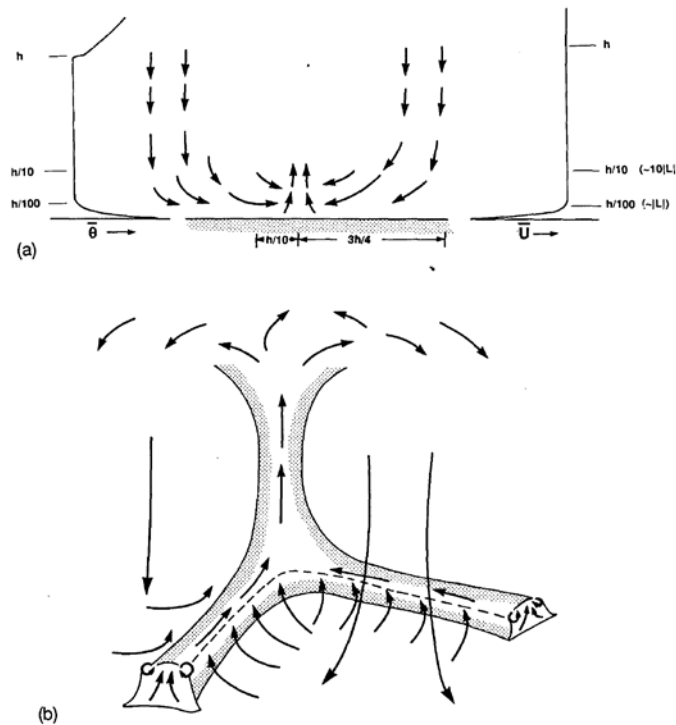 h
h
h/10
h/10 (~10|L|
h/100
h/100 (~|L|)
θ̅
h/10
3h/4
U̅
(a)
(b)